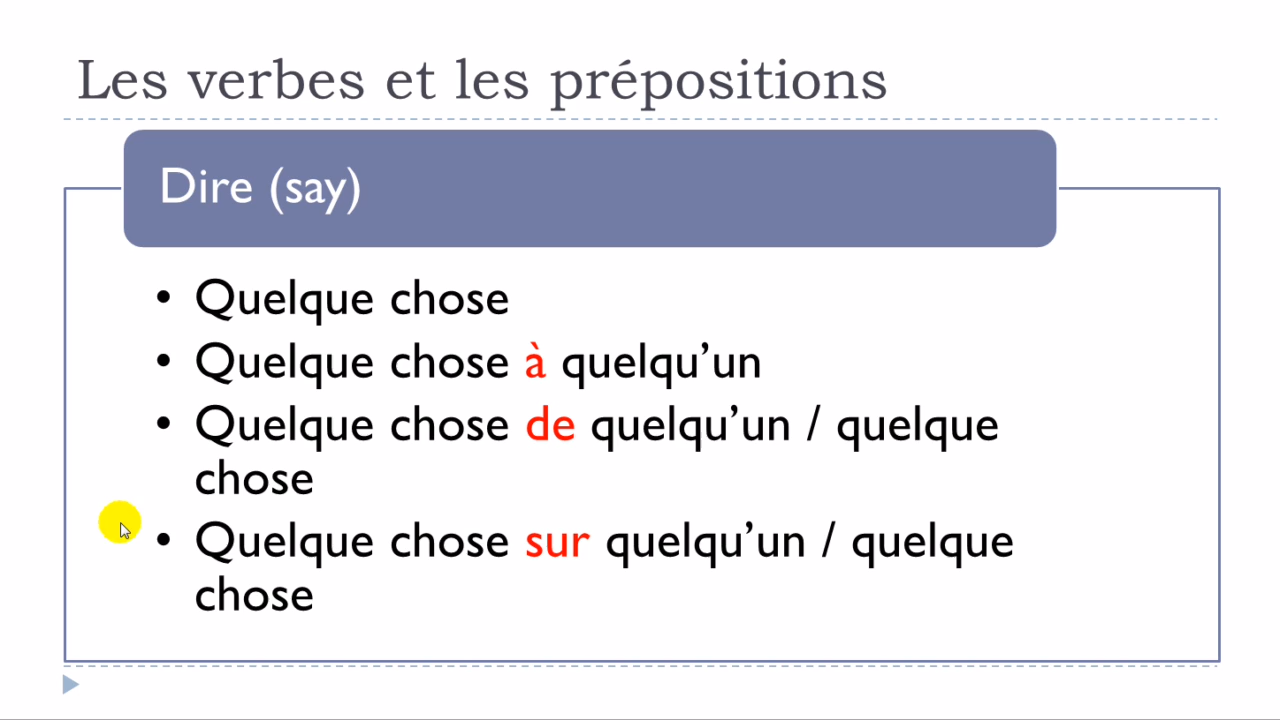 Les verbes et les prépositions
Dire (say)
• Quelque chose
• Quelque chose à quelqu’un
• Quelque chose de quelqu’un / quelque
chose
• Quelque chose sur quelqu’un / quelque
chose